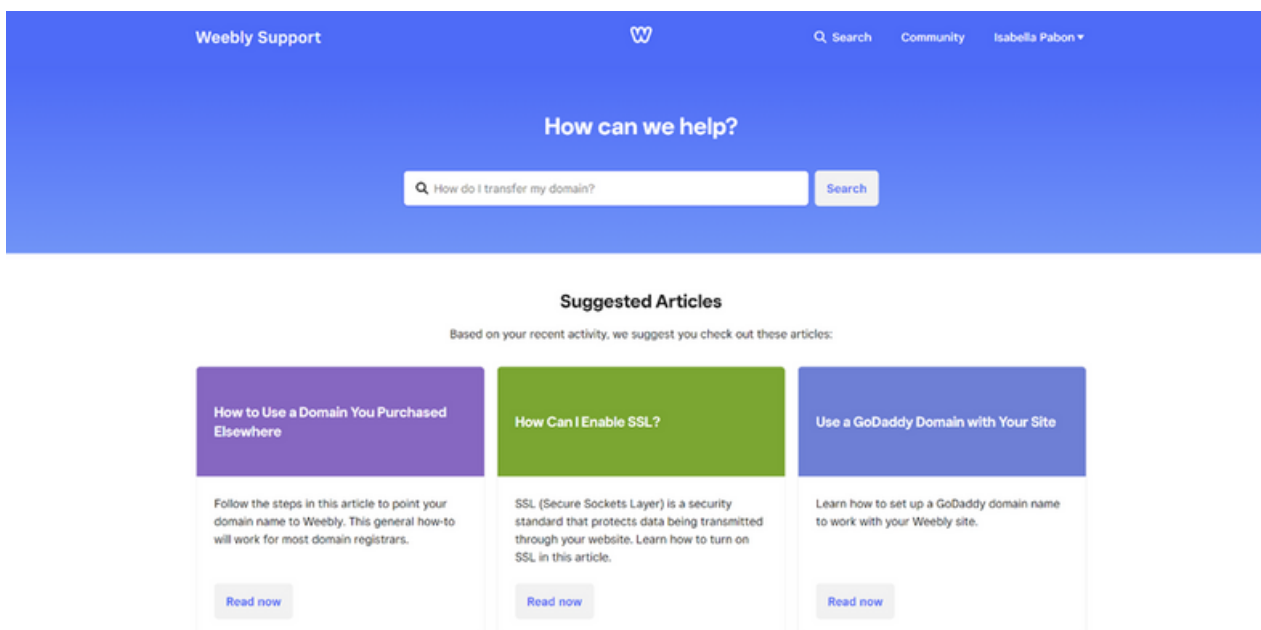 Weebly Support
Search Community Isabella Pabon
How can we help?
How do I transfer my domain? Search
Suggested Articles
Based on your recent activity, we suggest you check out these articles:
How to Use a Domain You Purchased
Elsewhere
Follow the steps in this article to point your
domain name to Weebly. This general how-to
will work for most domain registrars.
Read now
How Can I Enable SSL?
SSL (Secure Sockets Layer) is a security
standard that protects data being transmitted
through your website. Learn how to turn on
SSL in this article.
Read now
Use a GoDaddy Domain with Your Site
Learn how to set up a GoDaddy domain name
to work with your Weebly site.
Read now